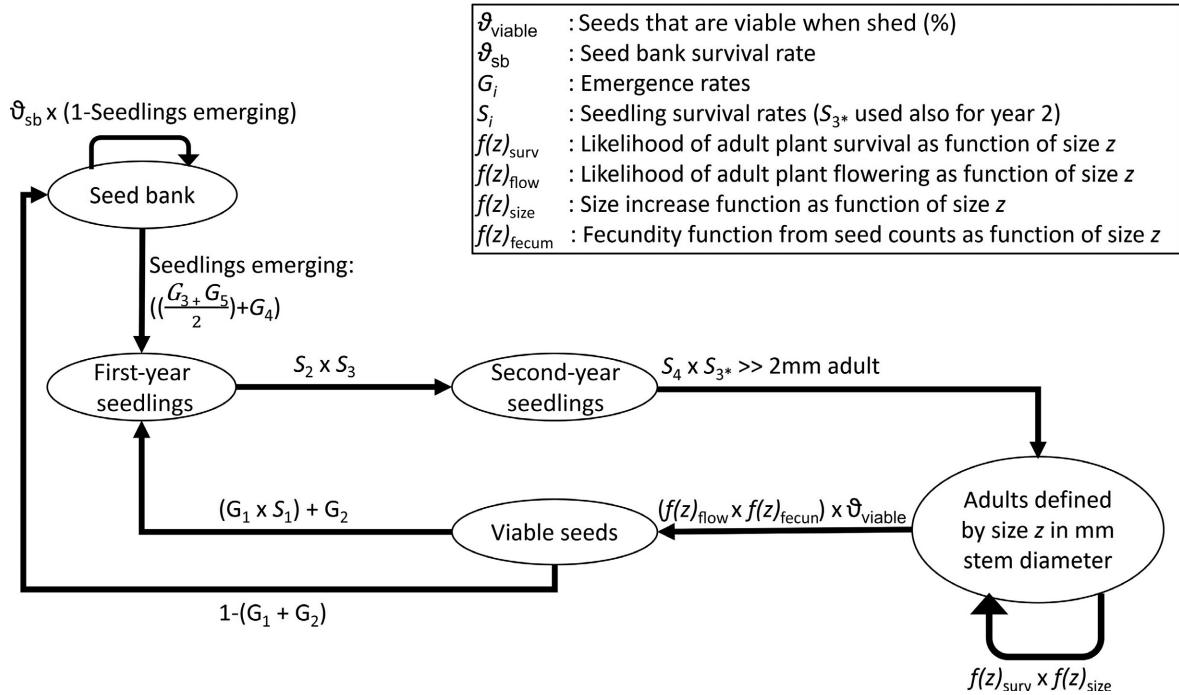 ϑviable : Seeds that are viable when shed (%)
ϑsb : Seed bank survival rate
Gi : Emergence rates
Si : Seedling survival rates (S3* used also for year 2)
f(z)surv : Likelihood of adult plant survival as function of size z
f(z)flow : Likelihood of adult plant flowering as function of size z
f(z)size : Size increase function as function of size z
f(z)fecum : Fecundity function from seed counts as function of size z
ϑsb x (1-Seedlings emerging)
Seed bank
Seedlings emerging:
((G3 + G5
2)+G4)
First-year
seedlings
S2 x S3
Second-year
seedlings
S4 x S3* >> 2mm adult
Adults defined
by size z in mm
stem diameter
(f(z)flow x f(z)fecun) x ϑviable
Viable seeds
(G1 x S1) + G2
1-(G1 + G2)
f(z)surv x f(z)size